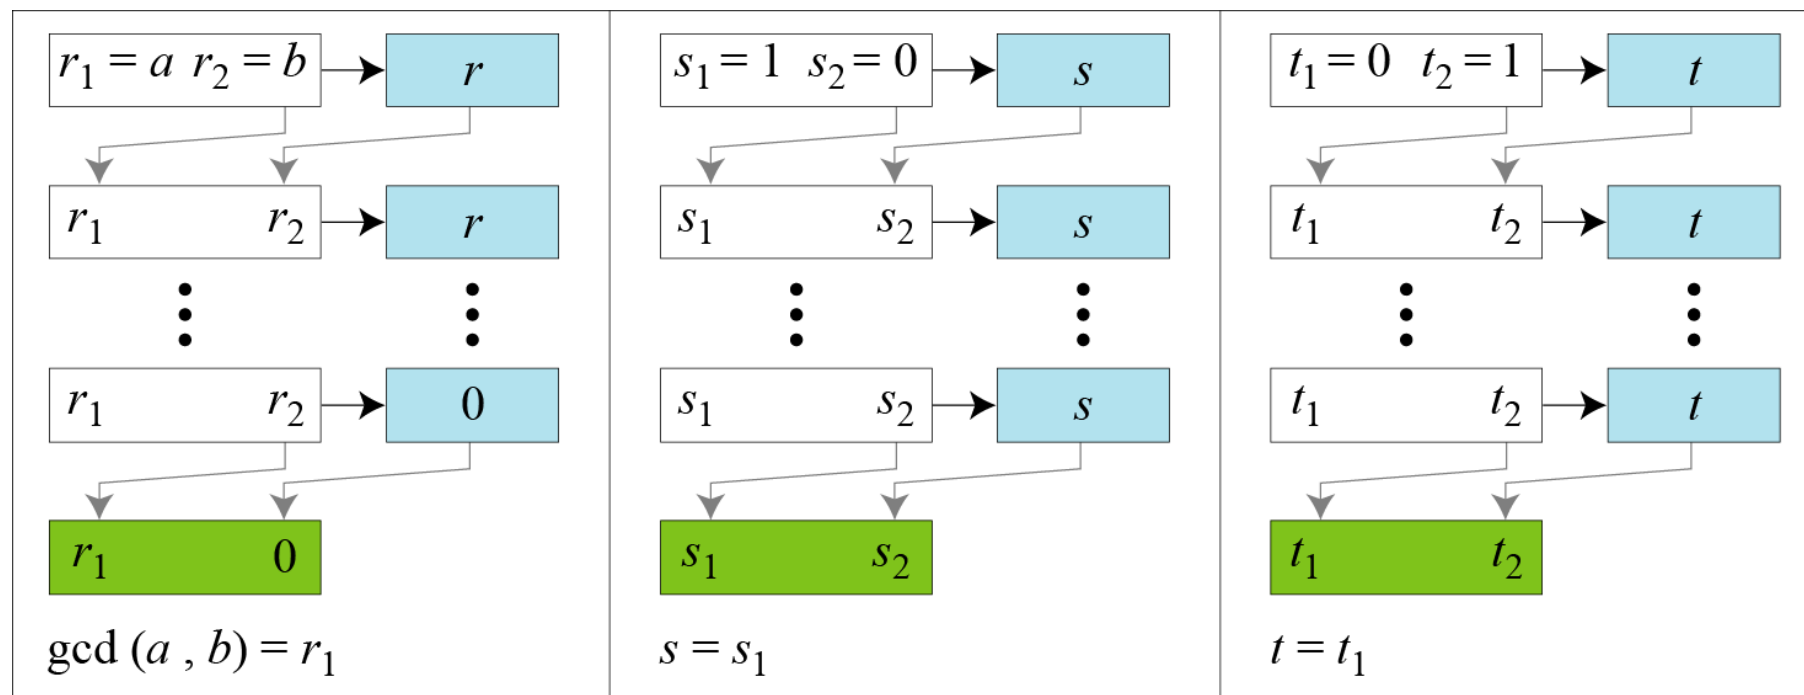 r₁ = a r₂ = b r s₁ = 1 s₂ = 0 s t₁ = 0 t₂ = 1 t
r₁ r₂ r s₁ s₂ s t₁ t₂ t
r₁ r₂ 0 s₁ s₂ s t₁ t₂ t
r₁ 0 s₁ s₂ t₁ t₂
gcd (a , b) = r₁ s = s₁ t = t₁